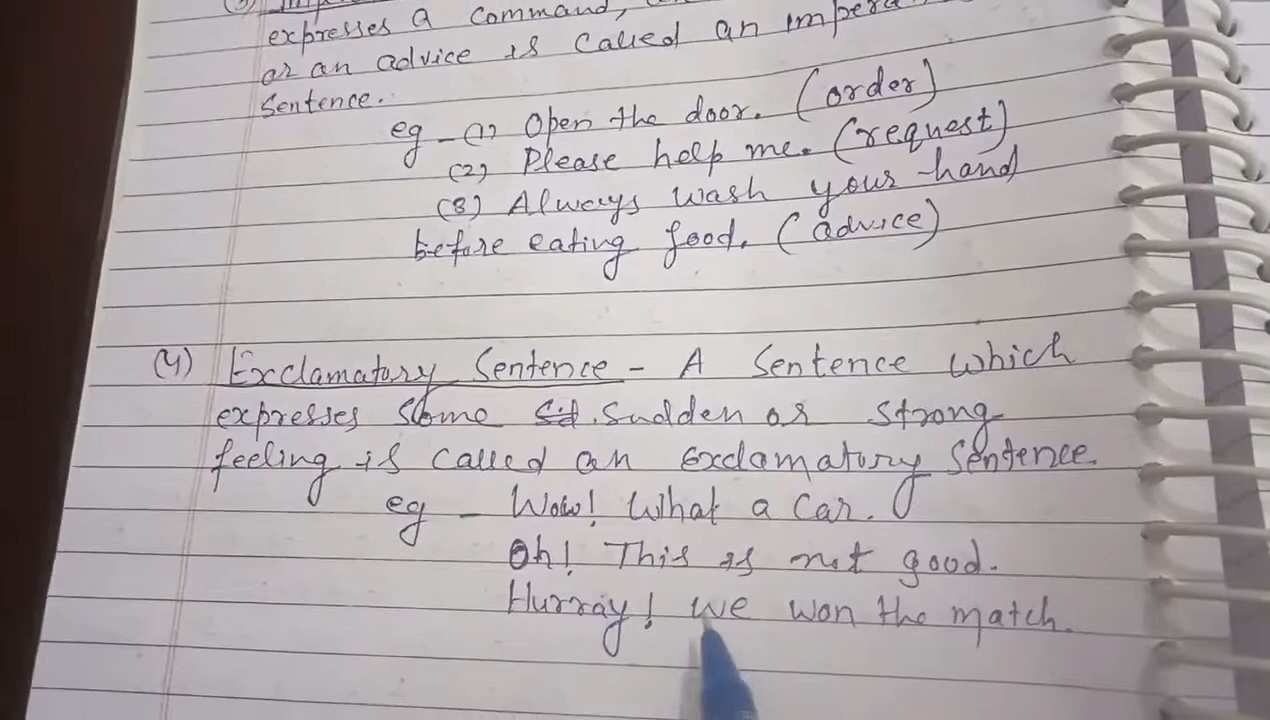 expresses a command,
or an advice is called an impera
Sentence.
eg - (1) Open the door. (order)
(2) Please help me. (request)
(3) Always wash your hand
before eating food. (advice)
(4) Exclamatory Sentence - A Sentence which
expresses some sudden or strong
feeling is called an Exclamatory Sentence.
eg - Wow! What a car.
Oh! This is not good.
Hurray! We won the match.